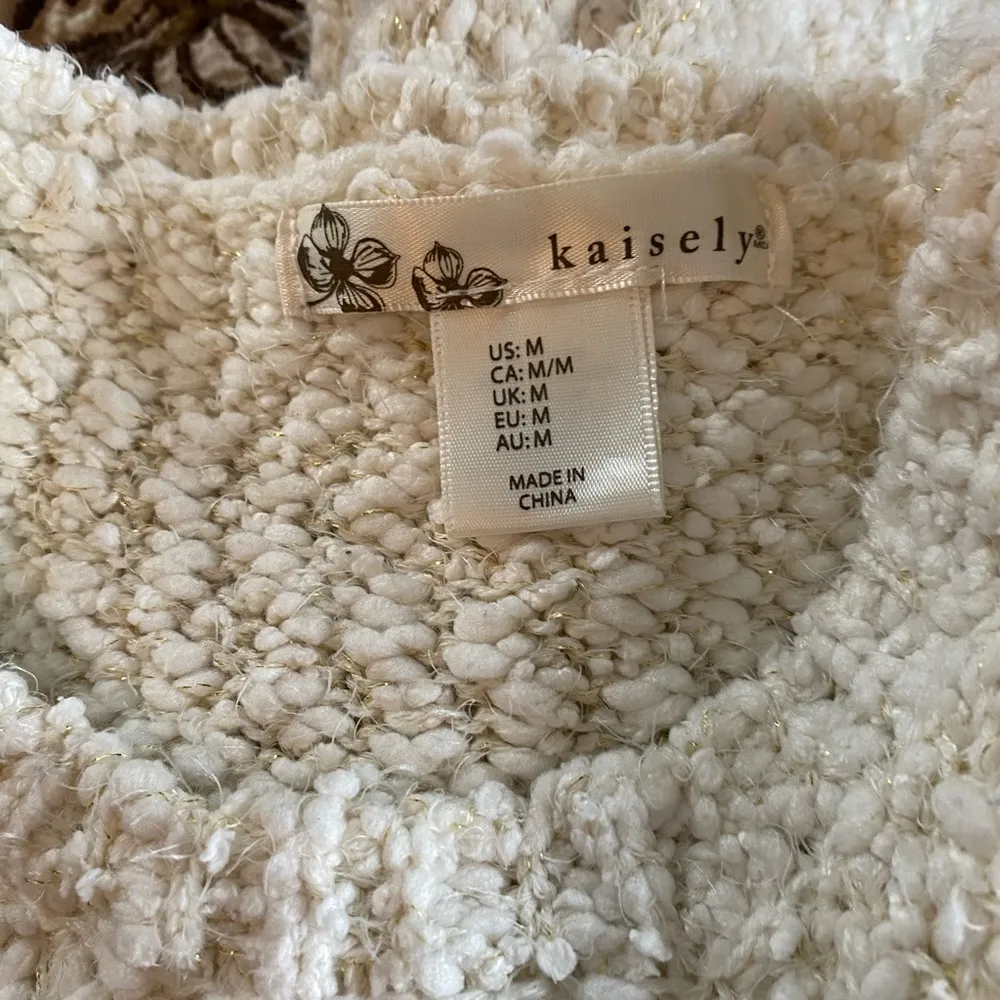 kaisely®
US: M
CA: M/M
UK: M
EU: M
AU: M
MADE IN
CHINA